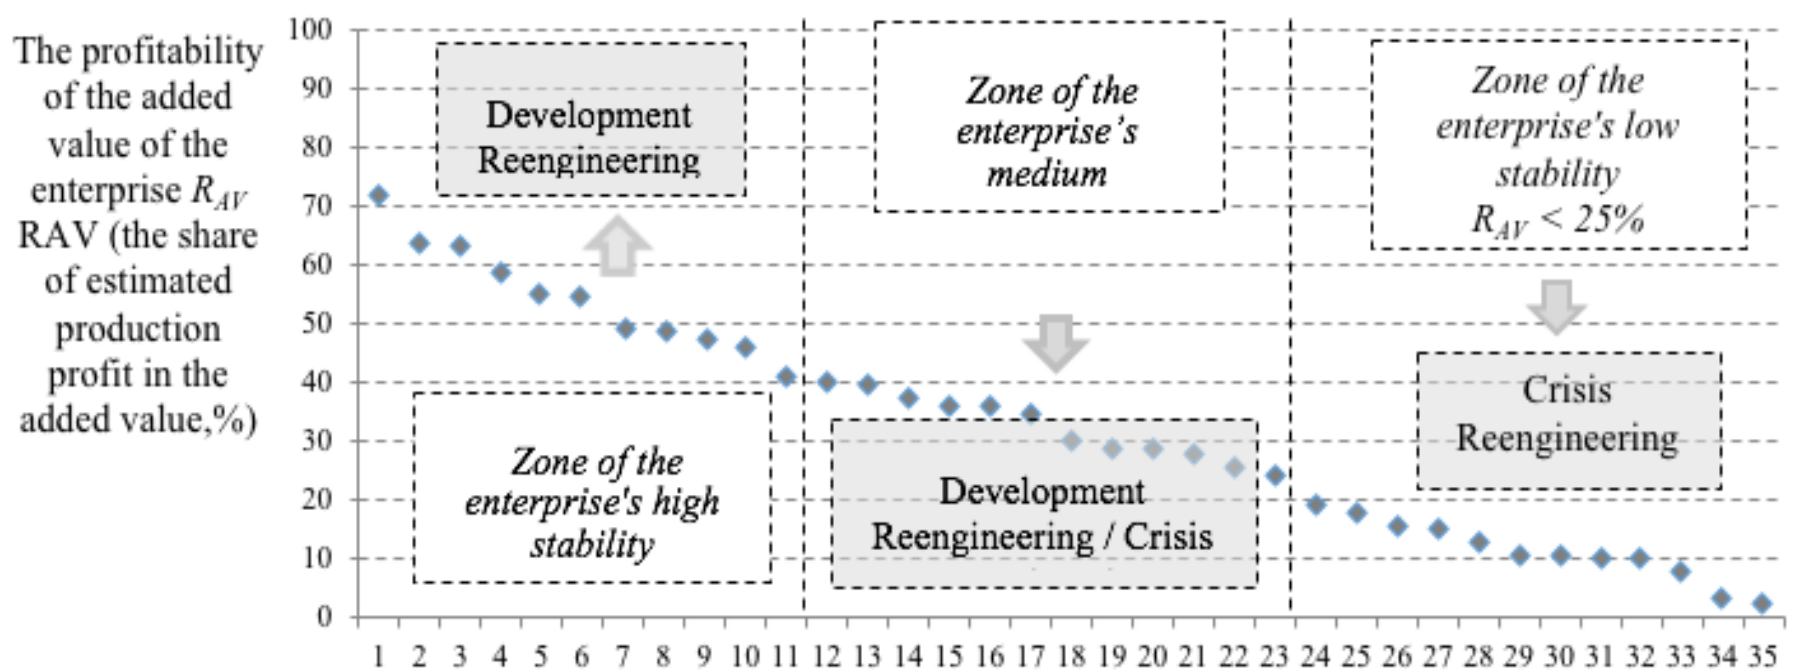 The profitability
of the added
value of the
enterprise R_AV
RAV (the share
of estimated
production
profit in the
added value,%)
100
90
80
70
60
50
40
30
20
10
0
Development
Reengineering
Zone of the
enterprise's high
stability
Zone of the
enterprise’s
medium
Development
Reengineering / Crisis
Zone of the
enterprise's low
stability
R_AV < 25%
Crisis
Reengineering
1 2 3 4 5 6 7 8 9 10 11 12 13 14 15 16 17 18 19 20 21 22 23 24 25 26 27 28 29 30 31 32 33 34 35